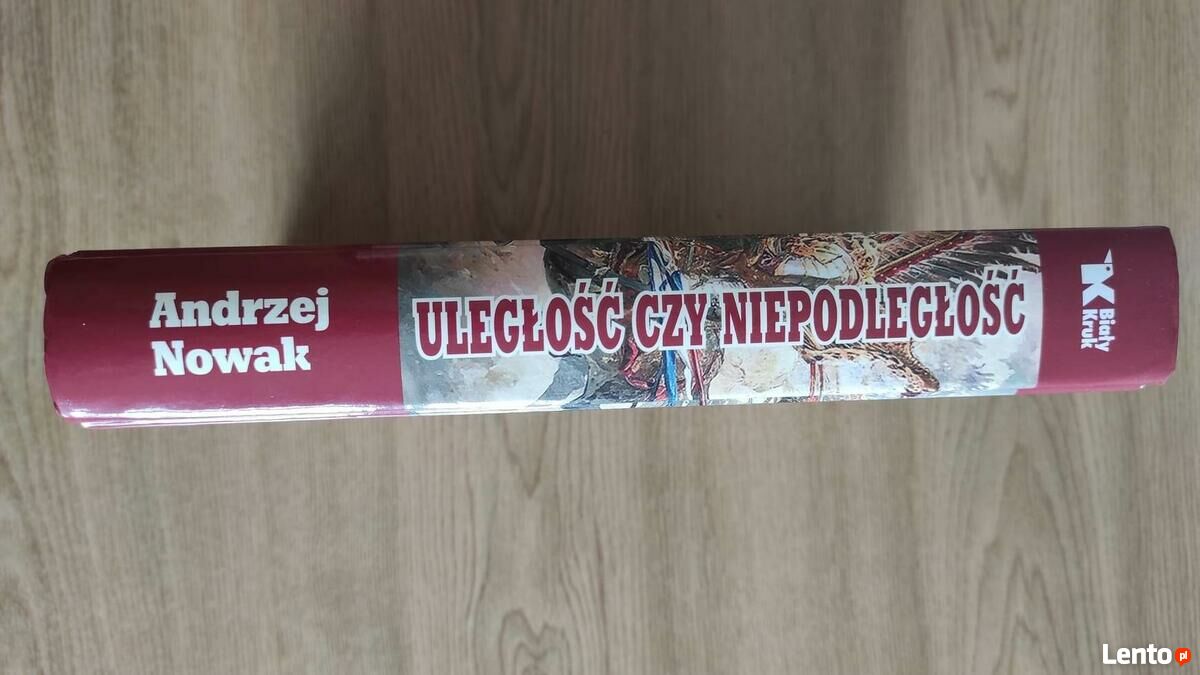 Andrzej
Nowak
ULEGŁOŚĆ CZY NIEPODLEGŁOŚĆ
Biały
Kruk
Lento.pl